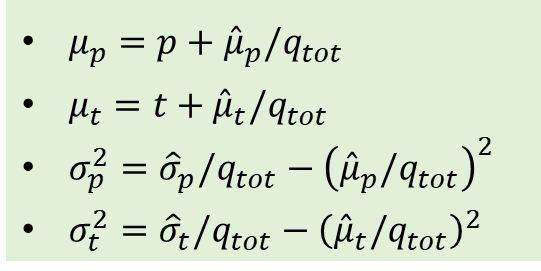 • μ_p = p + μ̂_p/q_tot
• μ_t = t + μ̂_t/q_tot
• σ_p^2 = σ̂_p/q_tot − (μ̂_p/q_tot)^2
• σ_t^2 = σ̂_t/q_tot − (μ̂_t/q_tot)^2